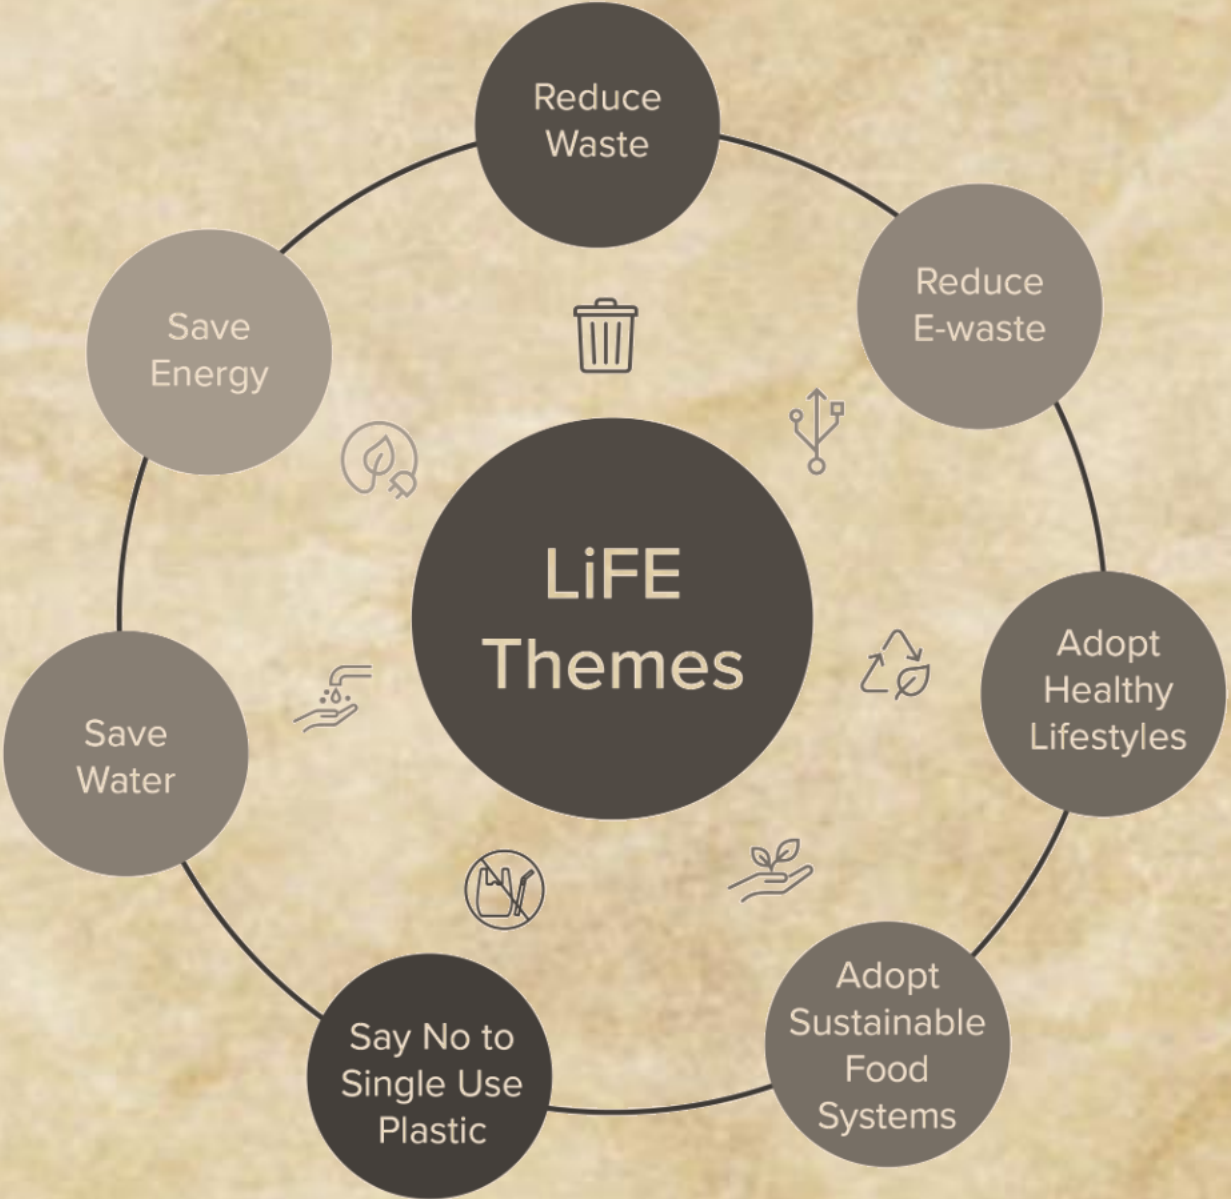 Reduce
Waste
Reduce
E-waste
Save
Energy
LiFE
Themes
Adopt
Healthy
Lifestyles
Save
Water
Adopt
Sustainable
Food
Systems
Say No to
Single Use
Plastic